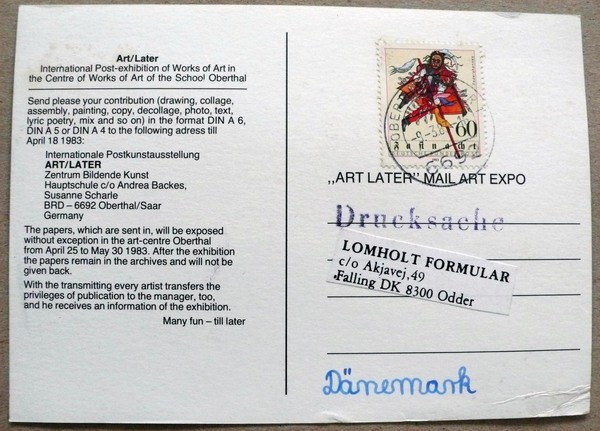 Art/Later
International Post-exhibition of Works of Art in
the Centre of Works of Art of the School Oberthal
Send please your contribution (drawing, collage,
assembly, painting, copy, decollage, photo, text,
lyric poetry, mix and so on) in the format DIN A 6,
DIN A 5 or DIN A 4 to the following adress till
April 18 1983:
Internationale Postkunstausstellung
ART/LATER
Zentrum Bildende Kunst
Hauptschule c/o Andrea Backes,
Susanne Scharle
BRD – 6692 Oberthal/Saar
Germany
The papers, which are sent in, will be exposed
without exception in the art-centre Oberthal
from April 25 to May 30 1983. After the exhibition
the papers remain in the archives and will not be
given back.
With the transmitting every artist transfers the
privileges of publication to the manager, too,
and he receives an information of the exhibition.
Many fun – till later
60
„ART LATER" MAIL ART EXPO
Drucksache
LOMHOLT FORMULAR
c/o Akjavej,49
Falling DK 8300 Odder
Dänemark